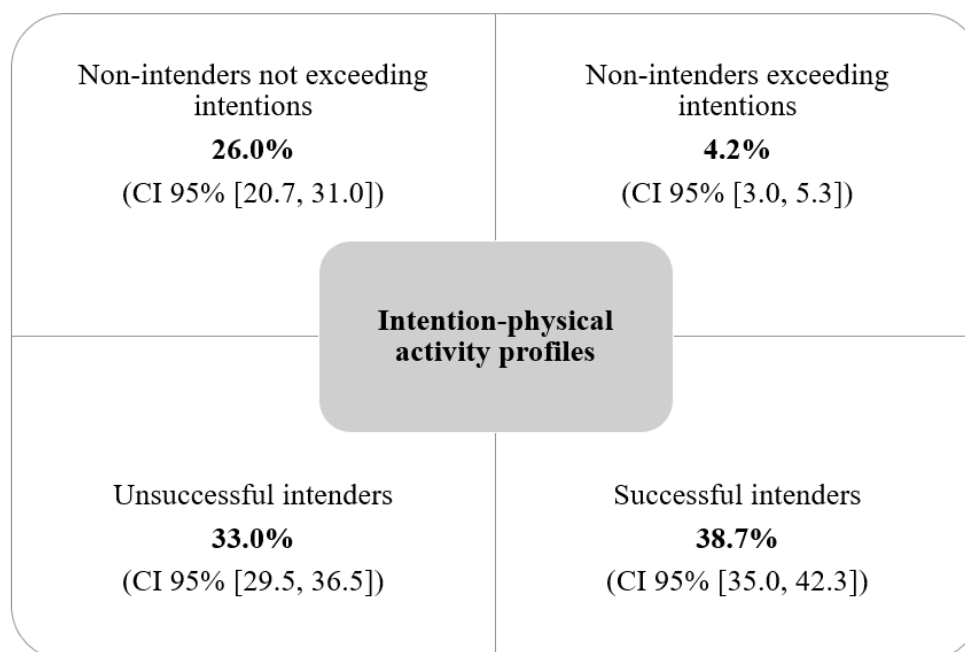 Non-intenders not exceeding
intentions
26.0%
(CI 95% [20.7, 31.0])
Non-intenders exceeding
intentions
4.2%
(CI 95% [3.0, 5.3])
Intention-physical
activity profiles
Unsuccessful intenders
33.0%
(CI 95% [29.5, 36.5])
Successful intenders
38.7%
(CI 95% [35.0, 42.3])